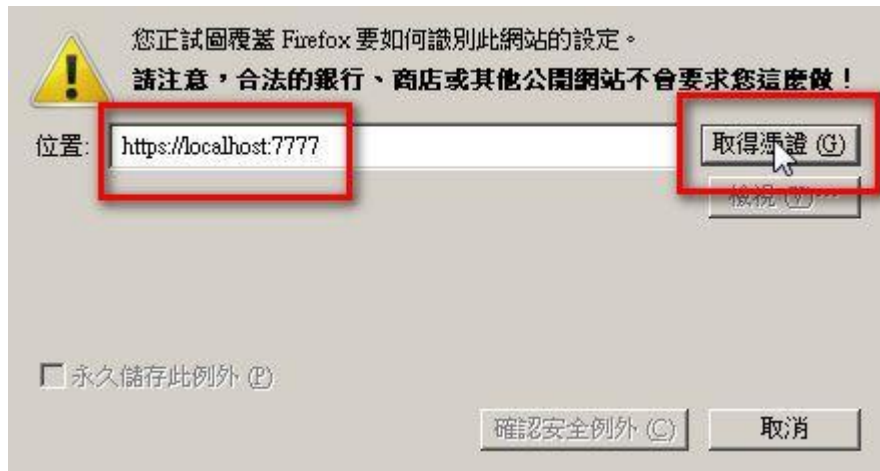 您正試圖覆蓋 Firefox 要如何識別此網站的設定。
請注意，合法的銀行、商店或其他公開網站不會要求您這麼做！
位置: https://localhost:7777 取得憑證 (G)
檢視 (V)…
永久儲存此例外 (P)
確認安全例外 (C) 取消